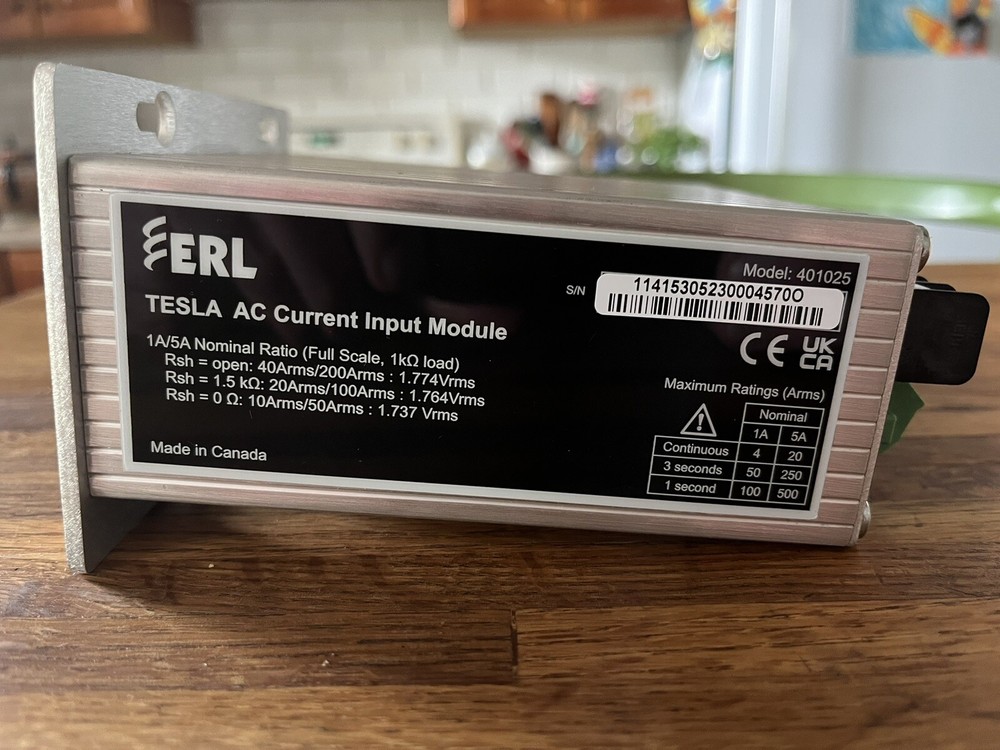 ERL
Model: 401025
S/N 114153052300045700
TESLA AC Current Input Module
1A/5A Nominal Ratio (Full Scale, 1kΩ load)
Rsh = open: 40Arms/200Arms : 1.774Vrms
Rsh = 1.5 kΩ: 20Arms/100Arms : 1.764Vrms
Rsh = 0 Ω: 10Arms/50Arms : 1.737 Vrms
Made in Canada
CE UK
CA
Maximum Ratings (Arms)
Nominal
1A 5A
Continuous 4 20
3 seconds 50 250
1 second 100 500